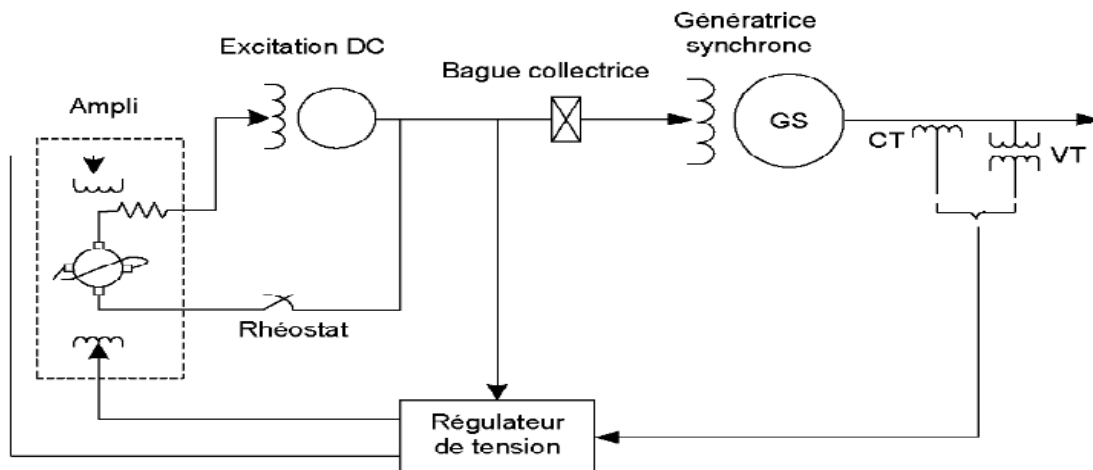 Génératrice
synchrone
Excitation DC
Bague collectrice
Ampli
GS
CT
VT
Rhéostat
Régulateur
de tension